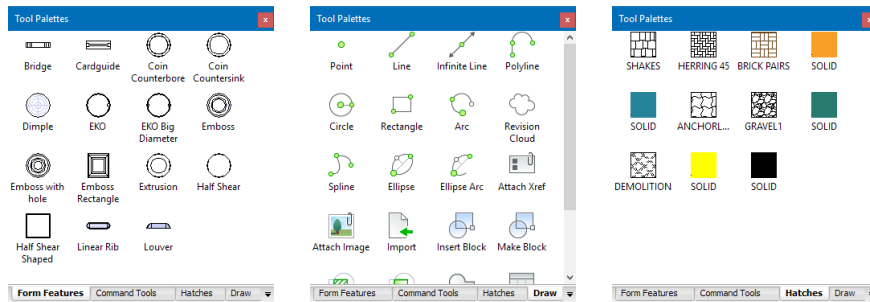 Tool Palettes
Bridge Cardguide Coin Counterbore Coin Countersink
Dimple EKO EKO Big Diameter Emboss
Emboss with hole Emboss Rectangle Extrusion Half Shear
Half Shear Shaped Linear Rib Louver
Form Features Command Tools Hatches Draw
Tool Palettes
Point Line Infinite Line Polyline
Circle Rectangle Arc Revision Cloud
Spline Ellipse Ellipse Arc Attach Xref
Attach Image Import Insert Block Make Block
Form Features Command Tools Hatches Draw
Tool Palettes
SHAKES HERRING 45 BRICK PAIRS SOLID
SOLID ANCHORL... GRAVEL1 SOLID
DEMOLITION SOLID SOLID
Form Features Command Tools Hatches Draw